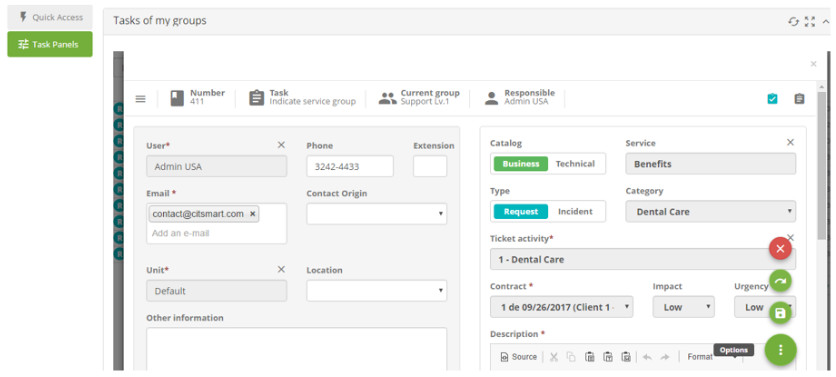 Quick Access
Tasks of my groups
Task Panels
Number
411
Task
Indicate service group
Current group
Support Lv.1
Responsible
Admin USA
User*
Phone
Extension
Admin USA
3242-4433
Email *
Contact Origin
contact@citsmart.com ×
Add an e-mail
Unit*
Location
Default
Other information
Catalog
Service
Business Technical
Benefits
Type
Category
Request Incident
Dental Care
Ticket activity*
1 - Dental Care
Contract *
Impact
Urgency
1 de 09/26/2017 (Client 1
Low
Low
Description *
Options
Source
Format